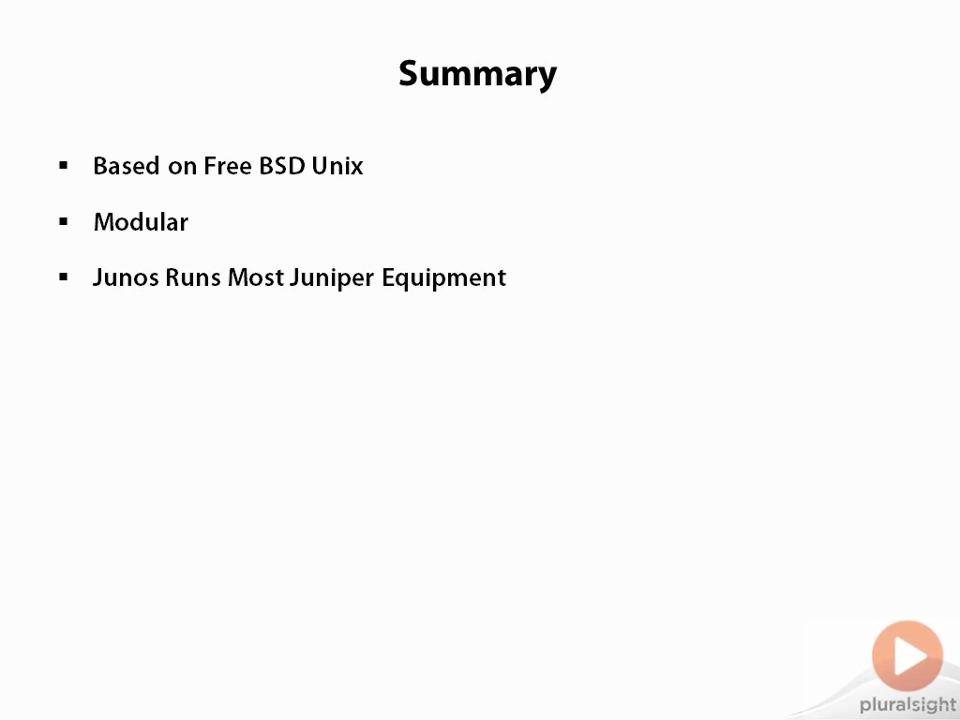 Summary
▪ Based on Free BSD Unix
▪ Modular
▪ Junos Runs Most Juniper Equipment
pluralsight